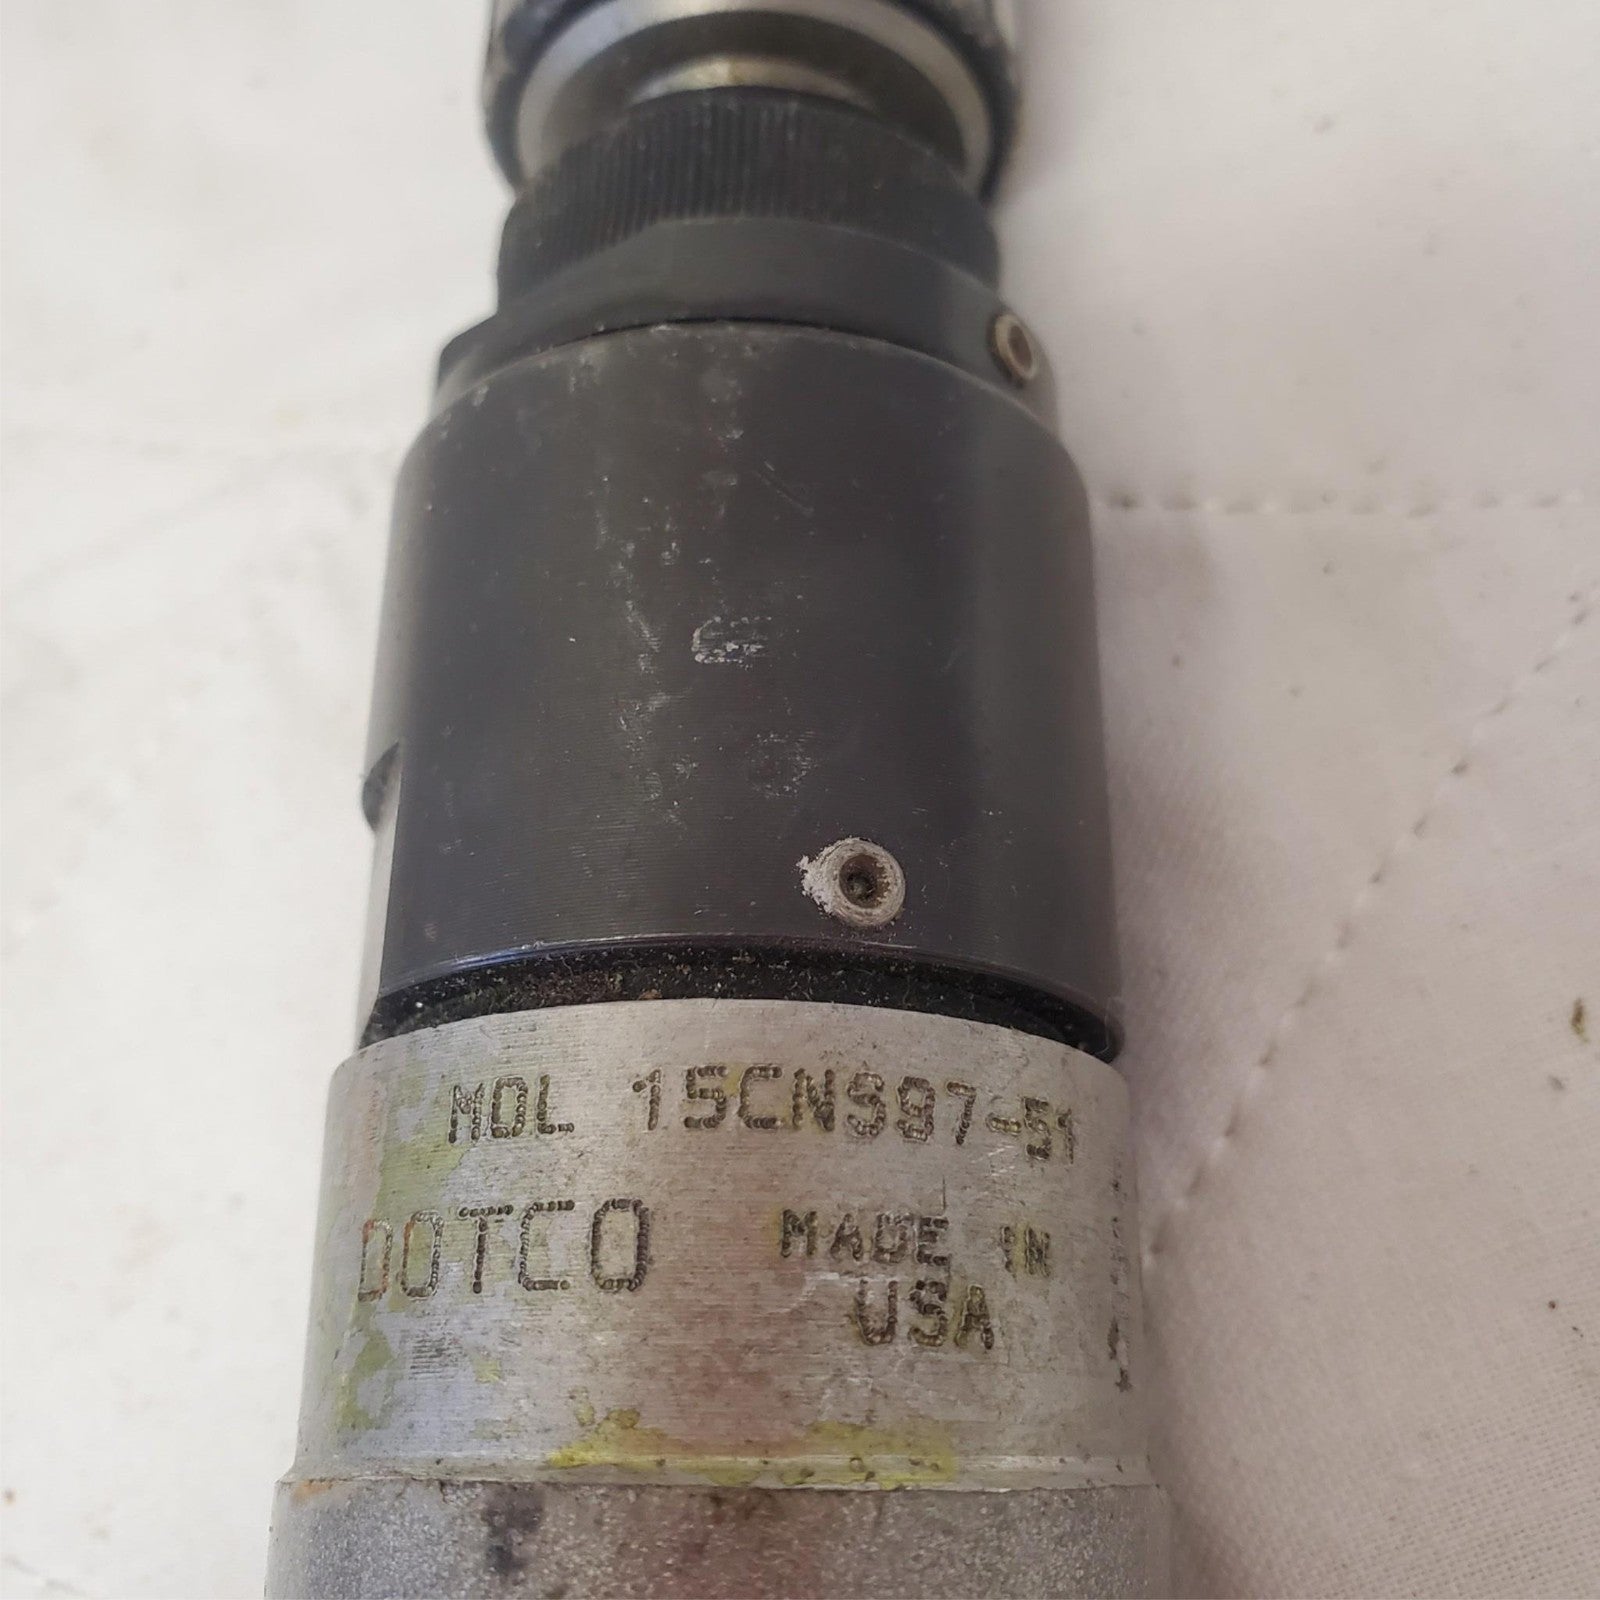 MDL 15CNS97-51
DOTCO MADE IN
USA